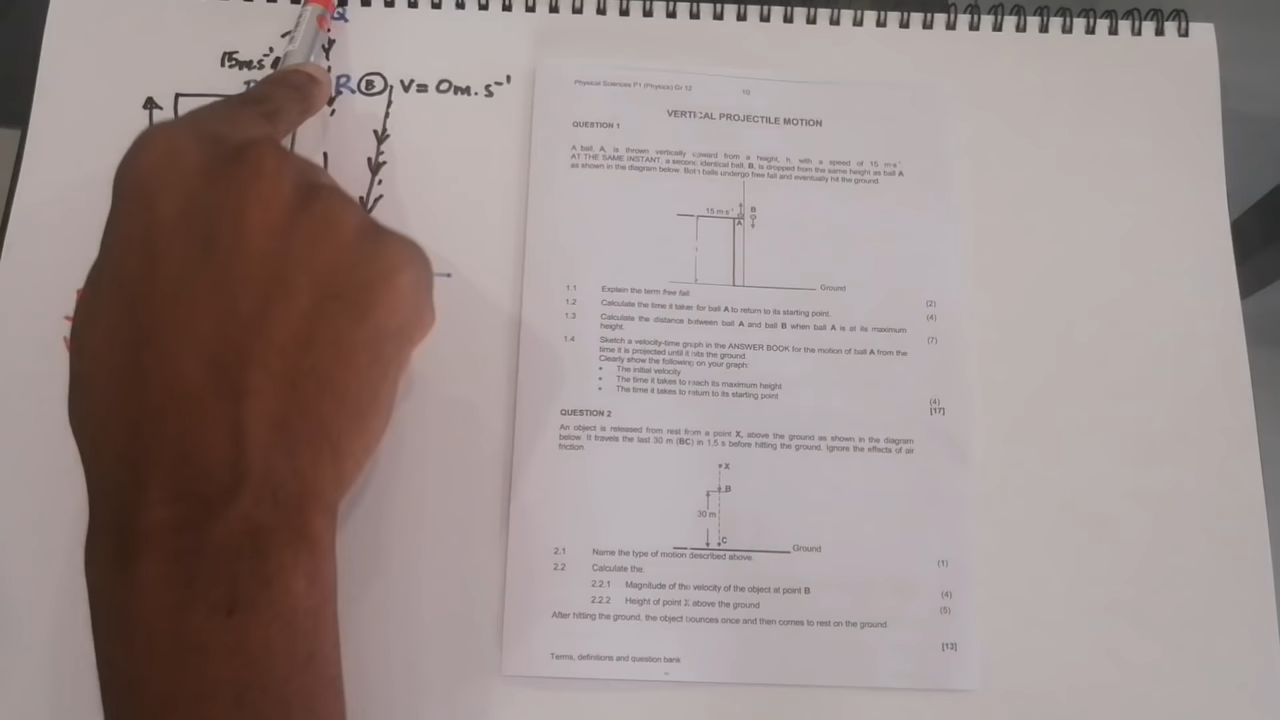 Q
15ms⁻¹
R B V = 0m.s⁻¹
Physical Sciences P1 (Physics) Gr 12
10
VERTICAL PROJECTILE MOTION
QUESTION 1
A ball, A, is thrown vertically upward from a height, h, with a speed of 15 m·s⁻¹.
AT THE SAME INSTANT, a second identical ball, B, is dropped from the same height as ball A
as shown in the diagram below. Both balls undergo free fall and eventually hit the ground.
15 m·s⁻¹
B
A
Ground
1.1 Explain the term free fall. (2)
1.2 Calculate the time it takes for ball A to return to its starting point. (4)
1.3 Calculate the distance between ball A and ball B when ball A is at its maximum
height. (7)
1.4 Sketch a velocity-time graph in the ANSWER BOOK for the motion of ball A from the
time it is projected until it hits the ground.
Clearly show the following on your graph:
• The initial velocity
• The time it takes to reach its maximum height
• The time it takes to return to its starting point
(4)
[17]
QUESTION 2
An object is released from rest from a point X, above the ground as shown in the diagram
below. It travels the last 30 m (BC) in 1,5 s before hitting the ground. Ignore the effects of air
friction.
X
B
30 m
C
Ground
2.1 Name the type of motion described above. (1)
2.2 Calculate the:
2.2.1 Magnitude of the velocity of the object at point B (4)
2.2.2 Height of point X above the ground (5)
After hitting the ground, the object bounces once and then comes to rest on the ground.
[13]
Terms, definitions and question bank